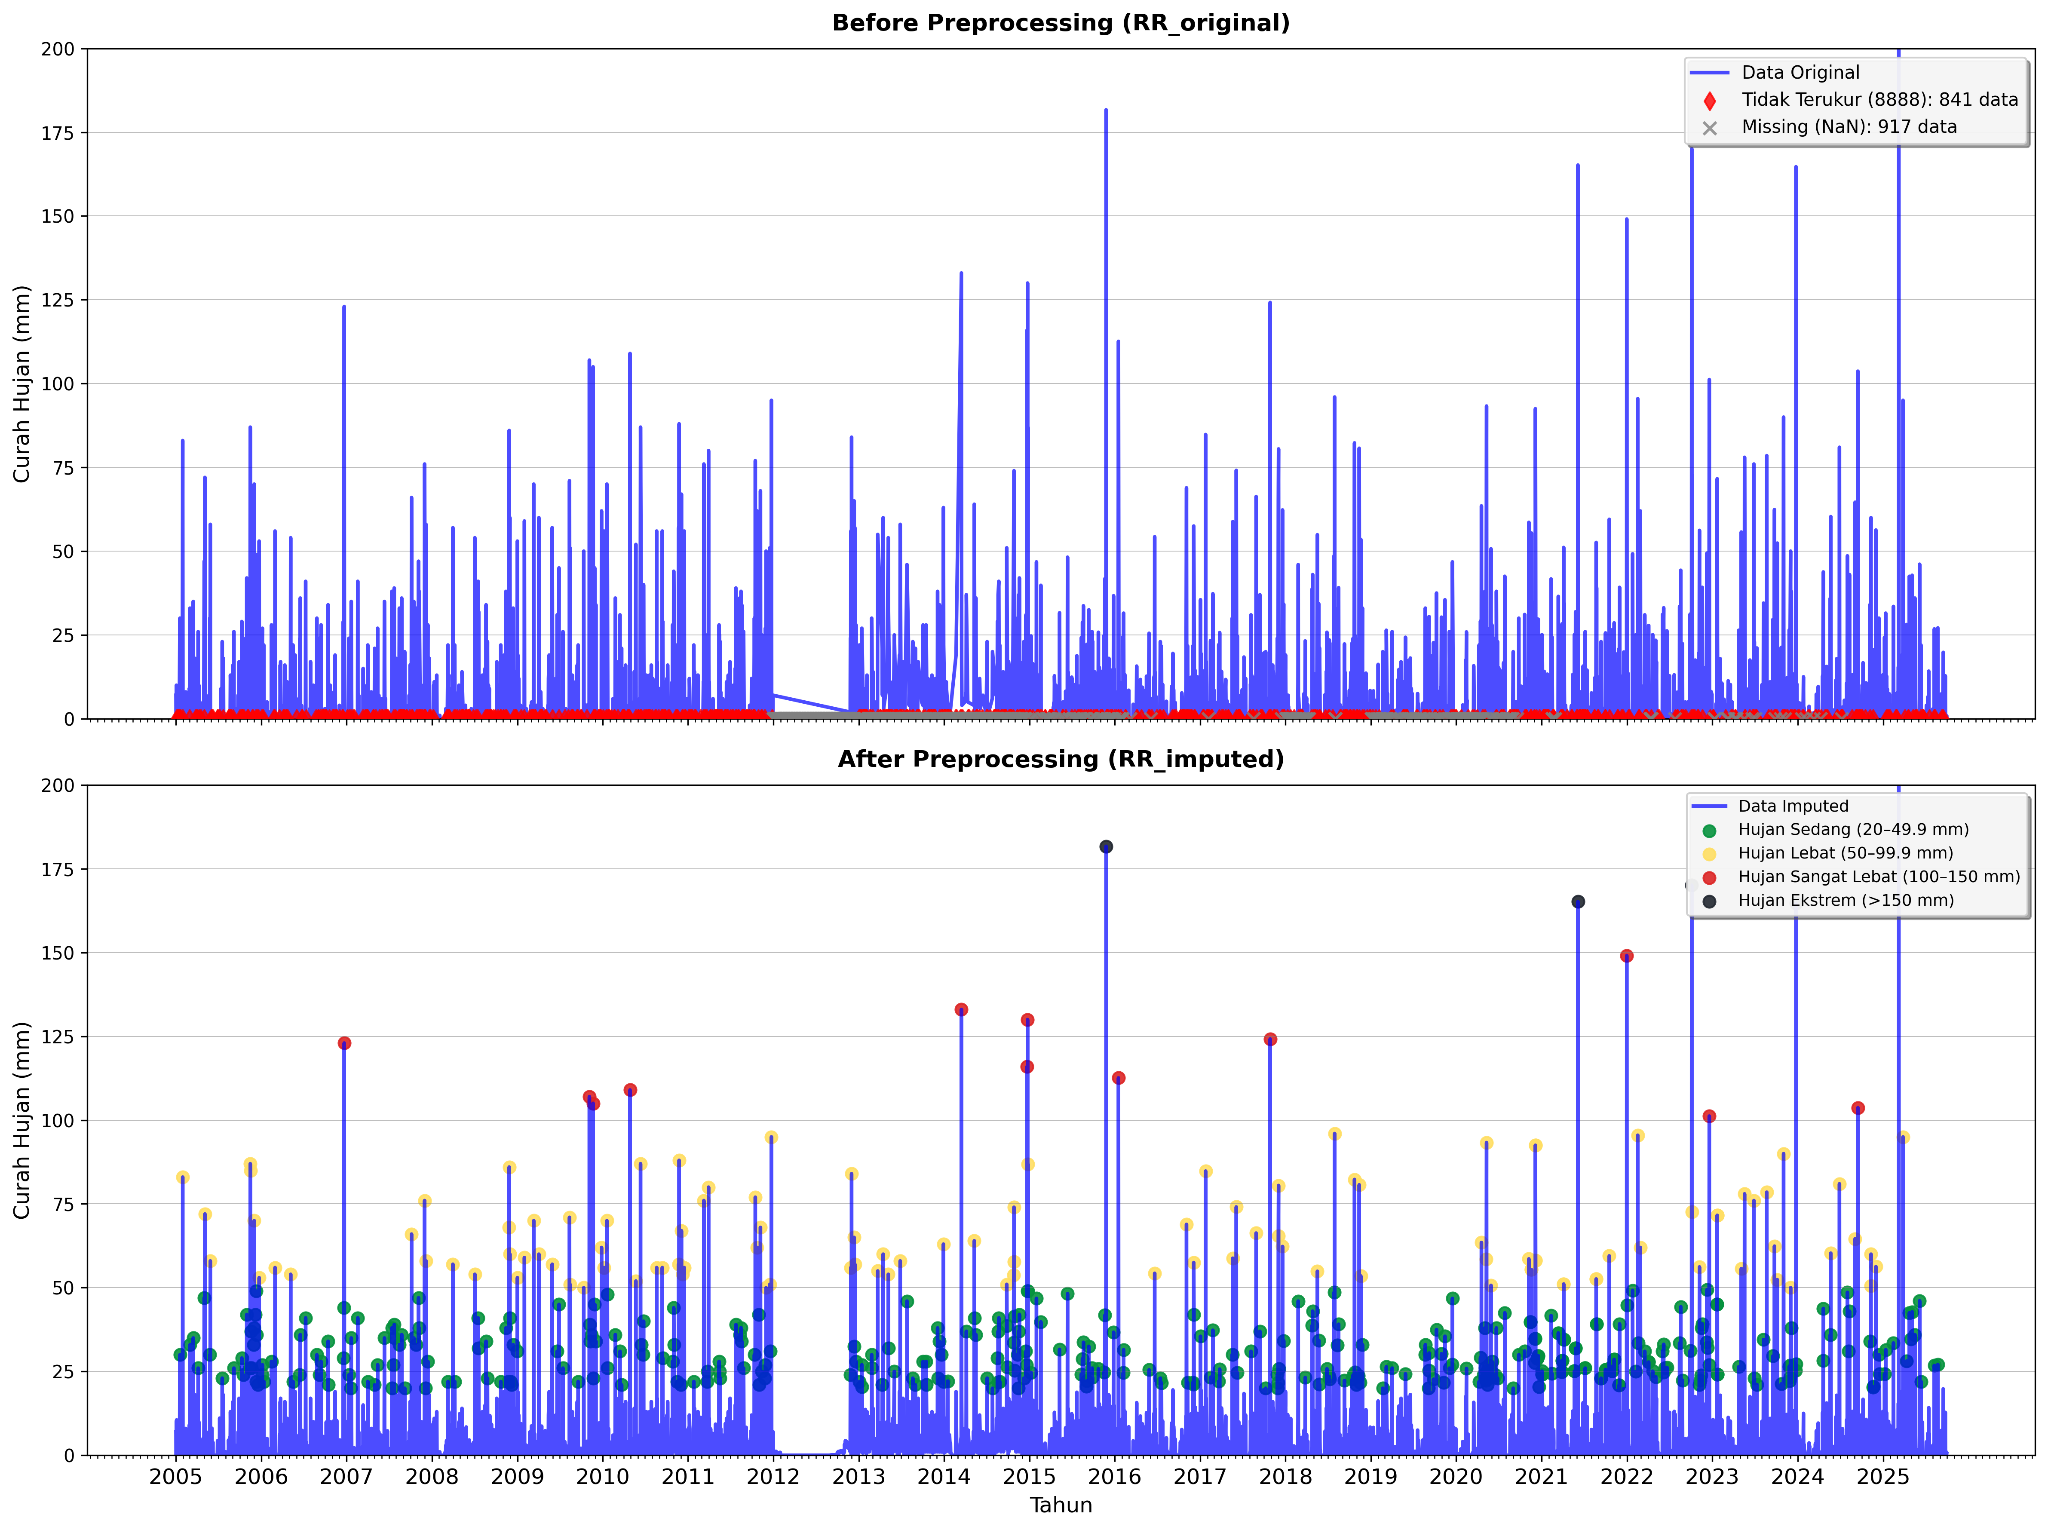 Before Preprocessing (RR_original)
200
175
150
125
100
75
50
25
0
Curah Hujan (mm)
Data Original
Tidak Terukur (8888): 841 data
Missing (NaN): 917 data
2005 2006 2007 2008 2009 2010 2011 2012 2013 2014 2015 2016 2017 2018 2019 2020 2021 2022 2023 2024 2025
After Preprocessing (RR_imputed)
200
175
150
125
100
75
50
25
0
Curah Hujan (mm)
Data Imputed
Hujan Sedang (20–49.9 mm)
Hujan Lebat (50–99.9 mm)
Hujan Sangat Lebat (100–150 mm)
Hujan Ekstrem (>150 mm)
Tahun